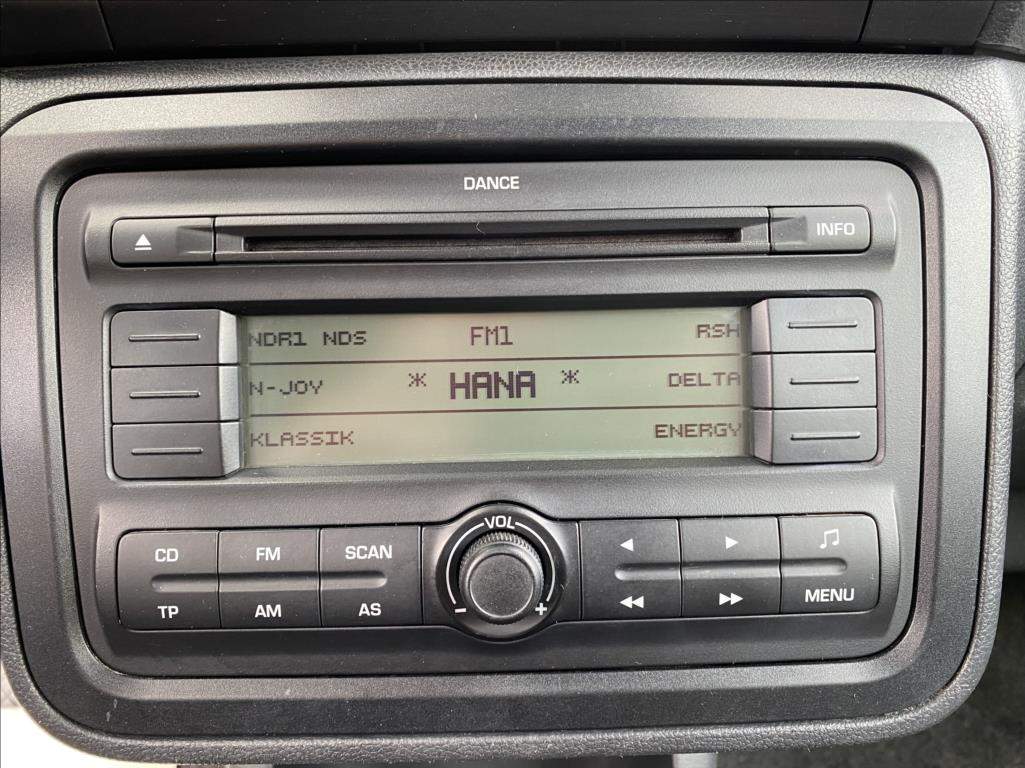 DANCE
INFO
NDR1 NDS FM1 RSH
N-JOY * HANA * DELTA
KLASSIK ENERGY
VOL
CD FM SCAN
TP AM AS - + MENU